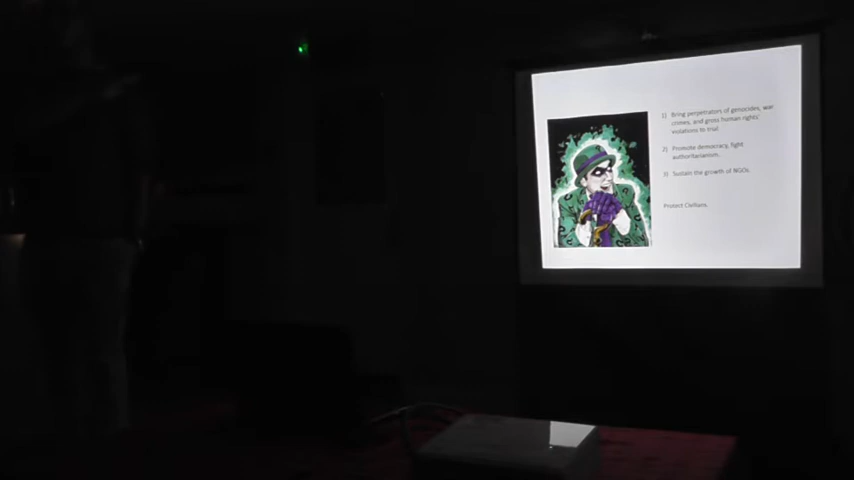 1) Bring perpetrators of genocides, war
crimes, and gross human rights'
violations to trial.
2) Promote democracy, fight
authoritarianism.
3) Sustain the growth of NGOs.
Protect Civilians.